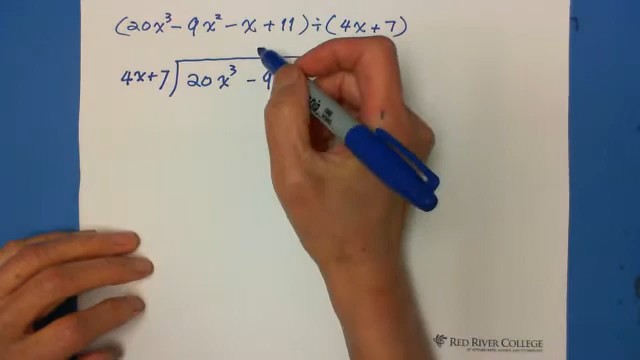 (20x³ - 9x² - x + 11) ÷ (4x + 7)
4x+7 20x³ - 9
RED RIVER COLLEGE